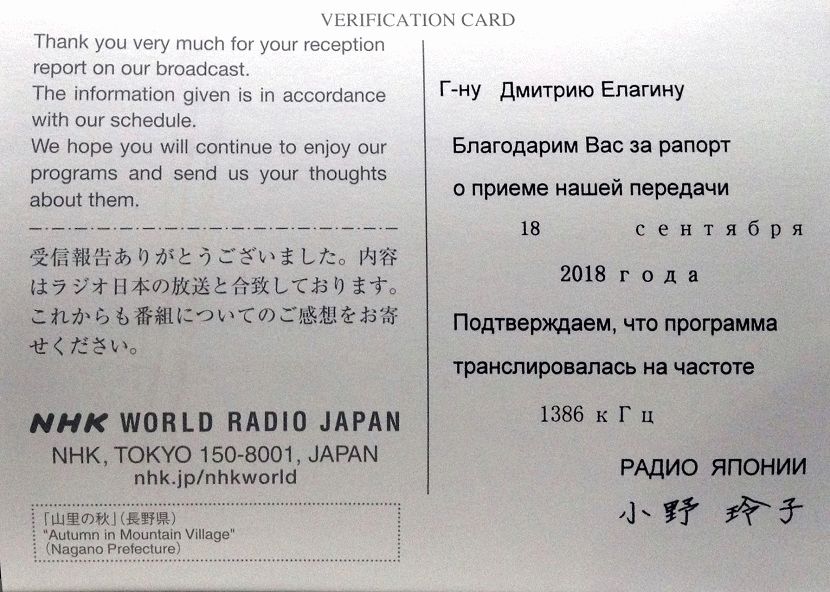 VERIFICATION CARD
Thank you very much for your reception
report on our broadcast.
The information given is in accordance
with our schedule.
We hope you will continue to enjoy our
programs and send us your thoughts
about them.
受信報告ありがとうございました。内容
はラジオ日本の放送と合致しております。
これからも番組についてのご感想をお寄
せください。
NHK WORLD RADIO JAPAN
NHK, TOKYO 150-8001, JAPAN
nhk.jp/nhkworld
「山里の秋」（長野県）
"Autumn in Mountain Village"
（Nagano Prefecture）
Г-ну Дмитрию Елагину
Благодарим Вас за рапорт
о приеме нашей передачи
18 сентября
2018 года
Подтверждаем, что программа
транслировалась на частоте
1386 кГц
РАДИО ЯПОНИИ
小野 玲子